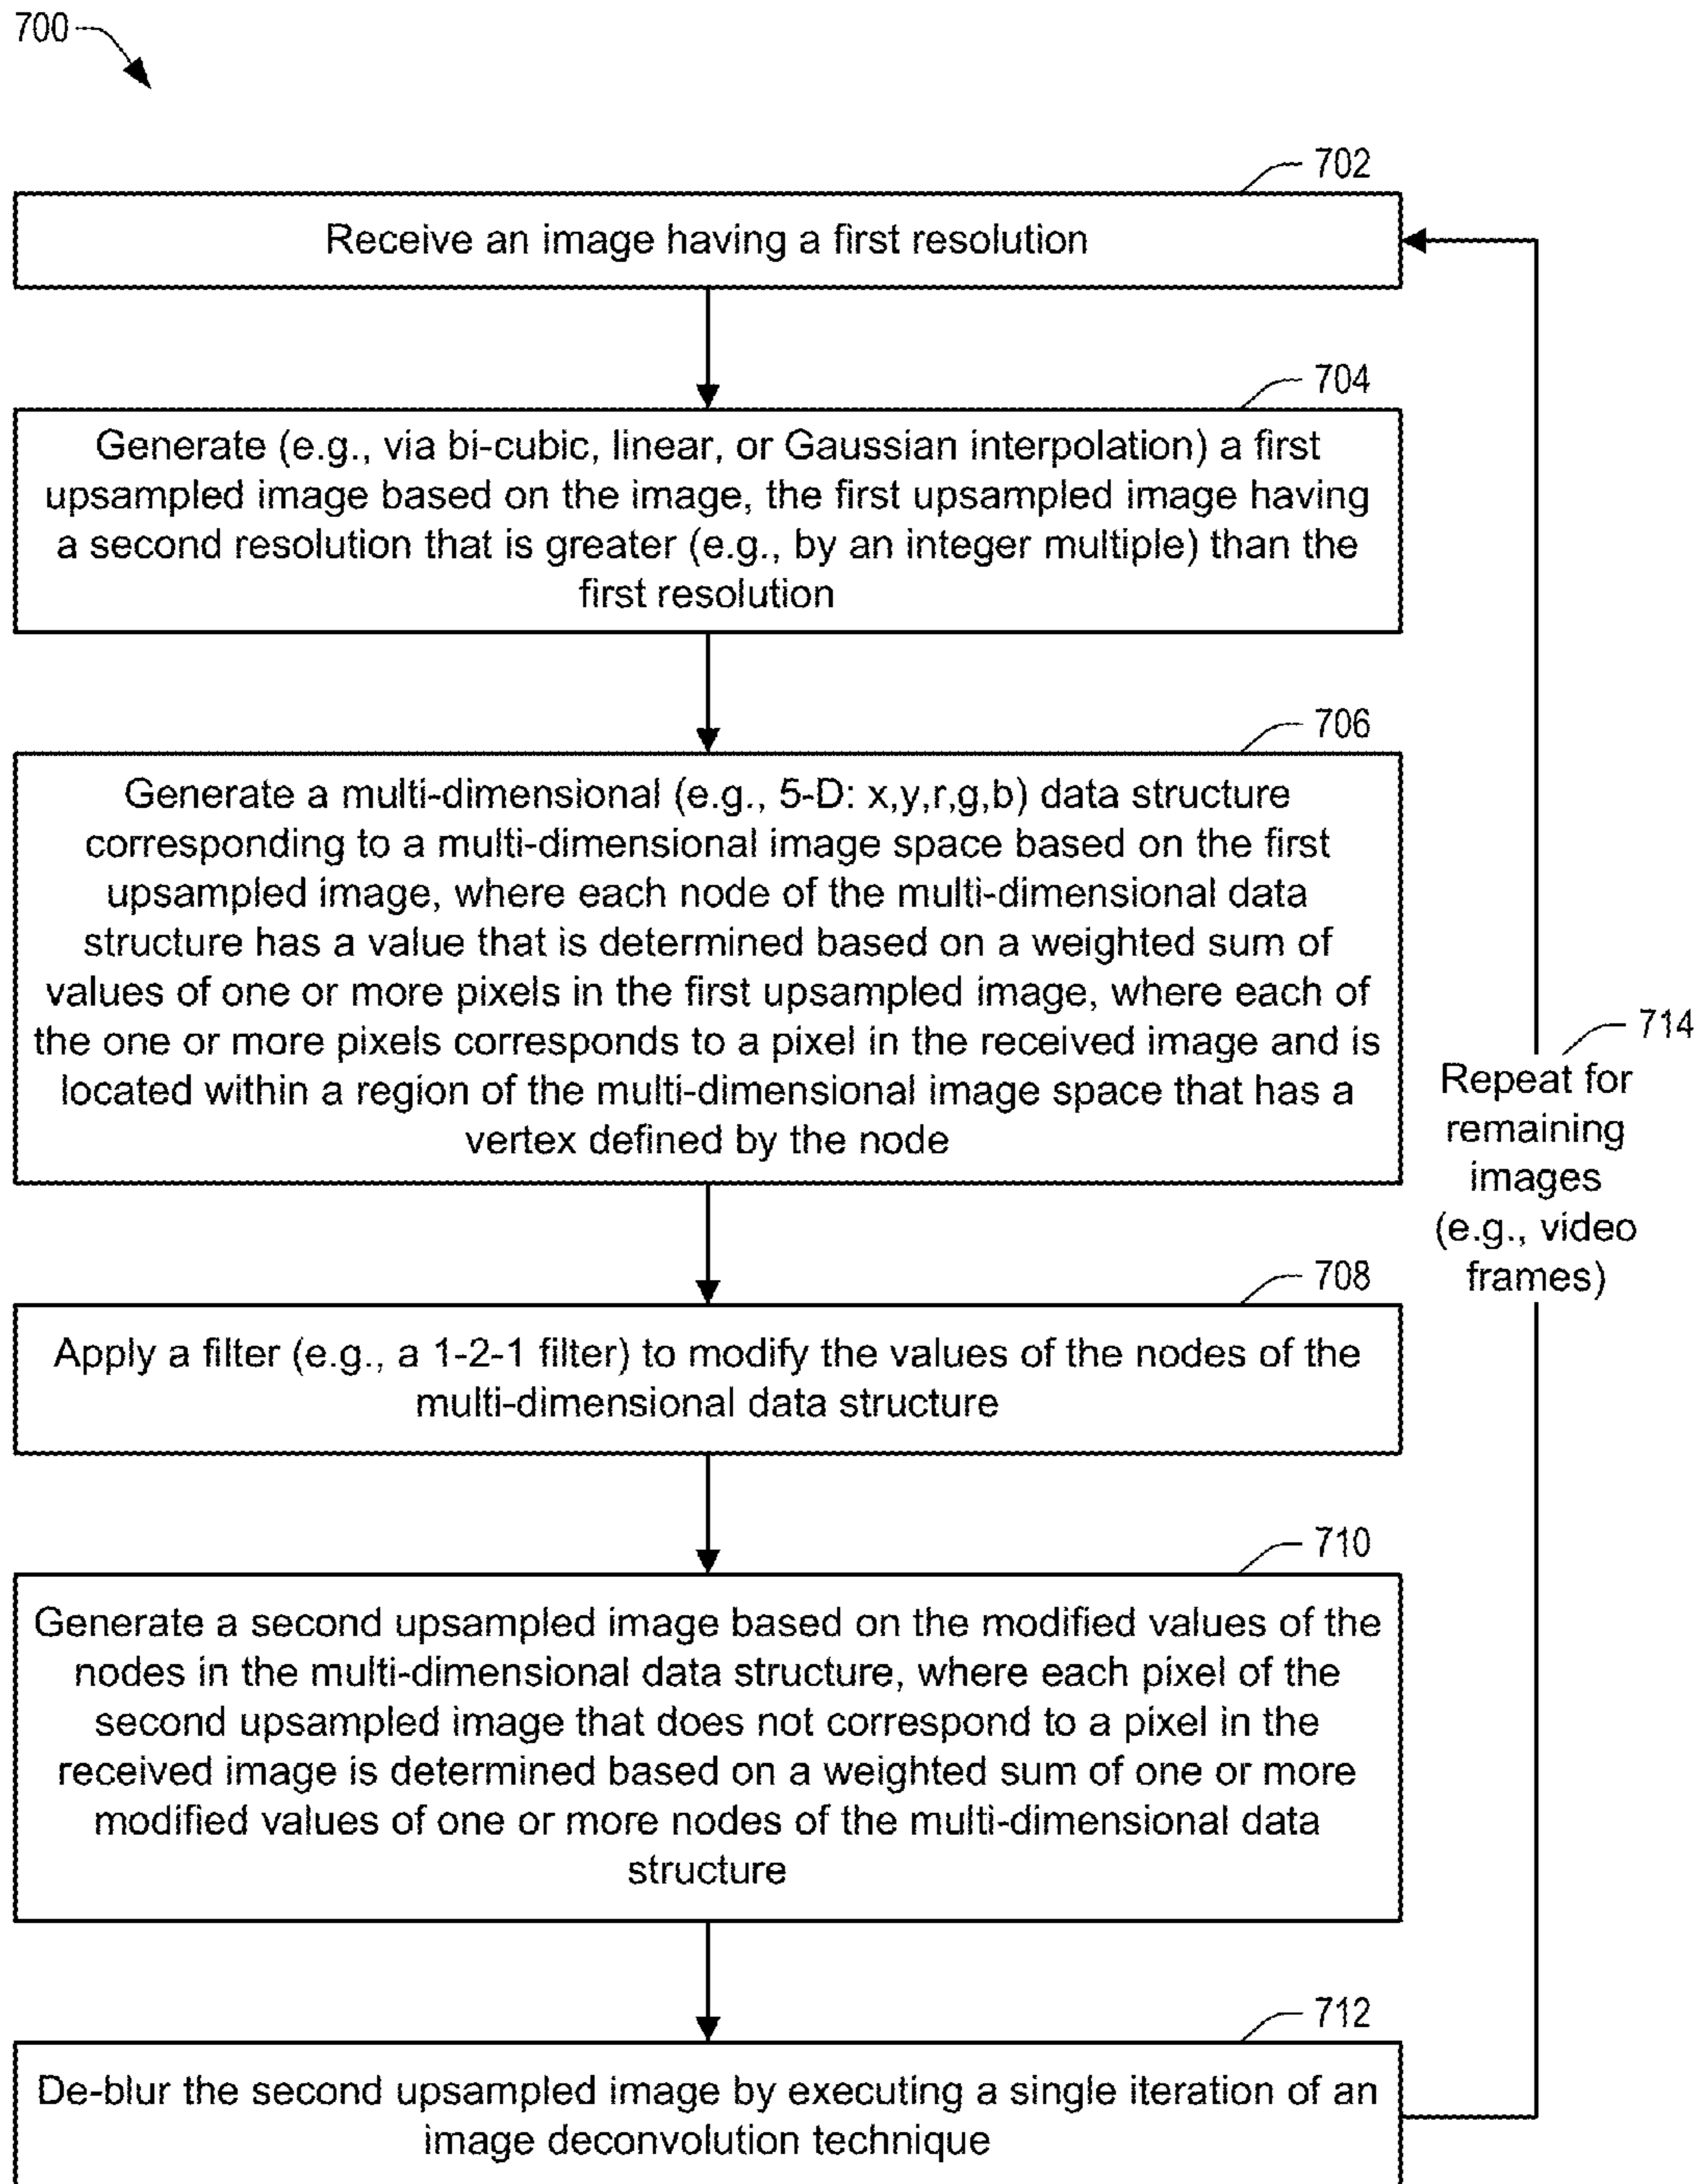 700
702
Receive an image having a first resolution
704
Generate (e.g., via bi-cubic, linear, or Gaussian interpolation) a first
upsampled image based on the image, the first upsampled image having
a second resolution that is greater (e.g., by an integer multiple) than the
first resolution
706
Generate a multi-dimensional (e.g., 5-D: x,y,r,g,b) data structure
corresponding to a multi-dimensional image space based on the first
upsampled image, where each node of the multi-dimensional data
structure has a value that is determined based on a weighted sum of
values of one or more pixels in the first upsampled image, where each of
the one or more pixels corresponds to a pixel in the received image and is
located within a region of the multi-dimensional image space that has a
vertex defined by the node
714
Repeat for
remaining
images
(e.g., video
frames)
708
Apply a filter (e.g., a 1-2-1 filter) to modify the values of the nodes of the
multi-dimensional data structure
710
Generate a second upsampled image based on the modified values of the
nodes in the multi-dimensional data structure, where each pixel of the
second upsampled image that does not correspond to a pixel in the
received image is determined based on a weighted sum of one or more
modified values of one or more nodes of the multi-dimensional data
structure
712
De-blur the second upsampled image by executing a single iteration of an
image deconvolution technique